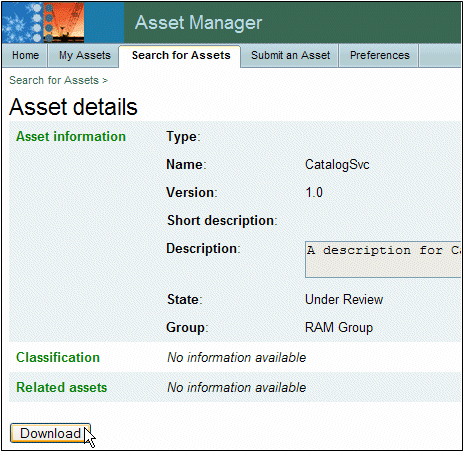 Asset Manager
Home My Assets Search for Assets Submit an Asset Preferences
Search for Assets >
Asset details
Asset information Type:
Name: CatalogSvc
Version: 1.0
Short description:
Description: A description for Ca
State: Under Review
Group: RAM Group
Classification No information available
Related assets No information available
Download